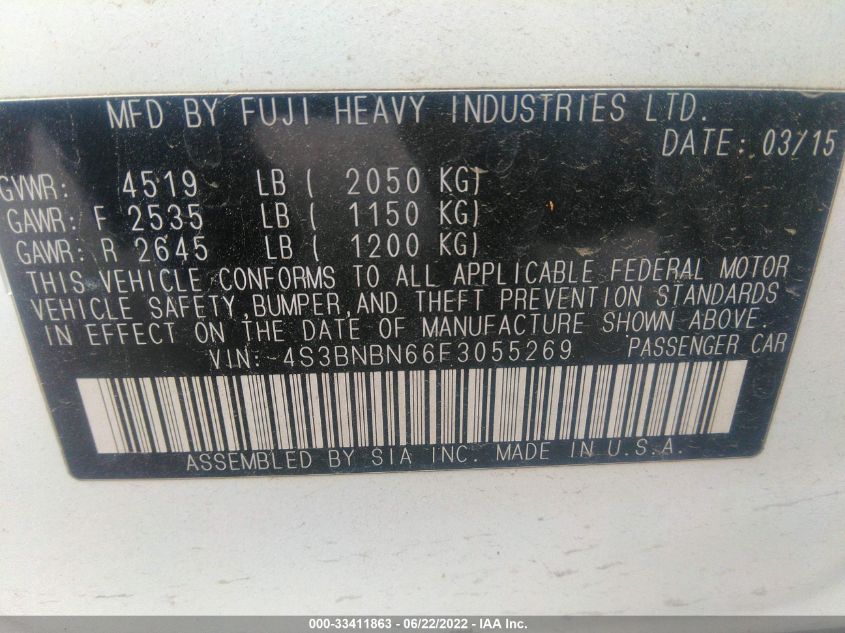 MFD BY FUJI HEAVY INDUSTRIES LTD.
DATE: 03/15
GVWR: 4519 LB ( 2050 KG)
GAWR: F 2535 LB ( 1150 KG)
GAWR: R 2645 LB ( 1200 KG)
THIS VEHICLE CONFORMS TO ALL APPLICABLE FEDERAL MOTOR
VEHICLE SAFETY,BUMPER,AND THEFT PREVENTION STANDARDS
IN EFFECT ON THE DATE OF MANUFACTURE SHOWN ABOVE.
VIN: 4S3BNBN66F3055269 PASSENGER CAR
ASSEMBLED BY SIA INC. MADE IN U.S.A.
000-33411863 - 06/22/2022 - IAA Inc.